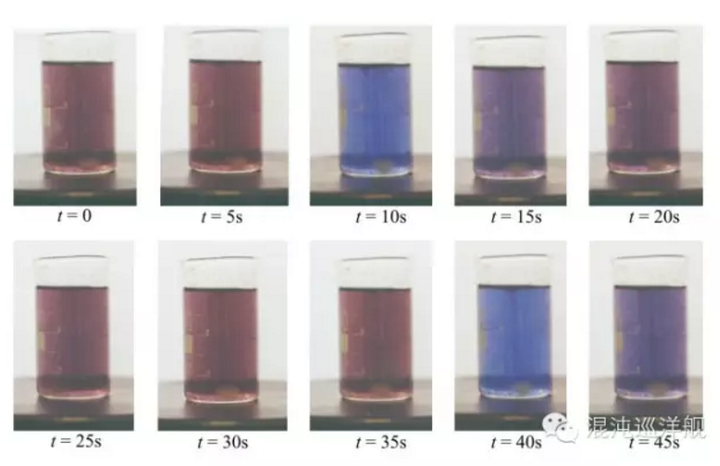 t = 0
t = 5s
t = 10s
t = 15s
t = 20s
t = 25s
t = 30s
t = 35s
t = 40s
t = 45s
混沌巡洋舰